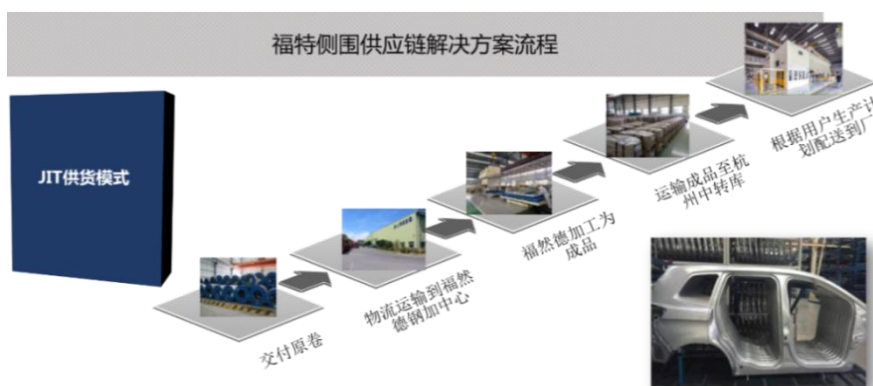 福特侧围供应链解决方案流程
JIT供货模式
交付原卷
物流运输到福然
德钢加中心
福然德加工为
成品
运输成品至杭
州中转库
根据用户生产计
划配送到厂